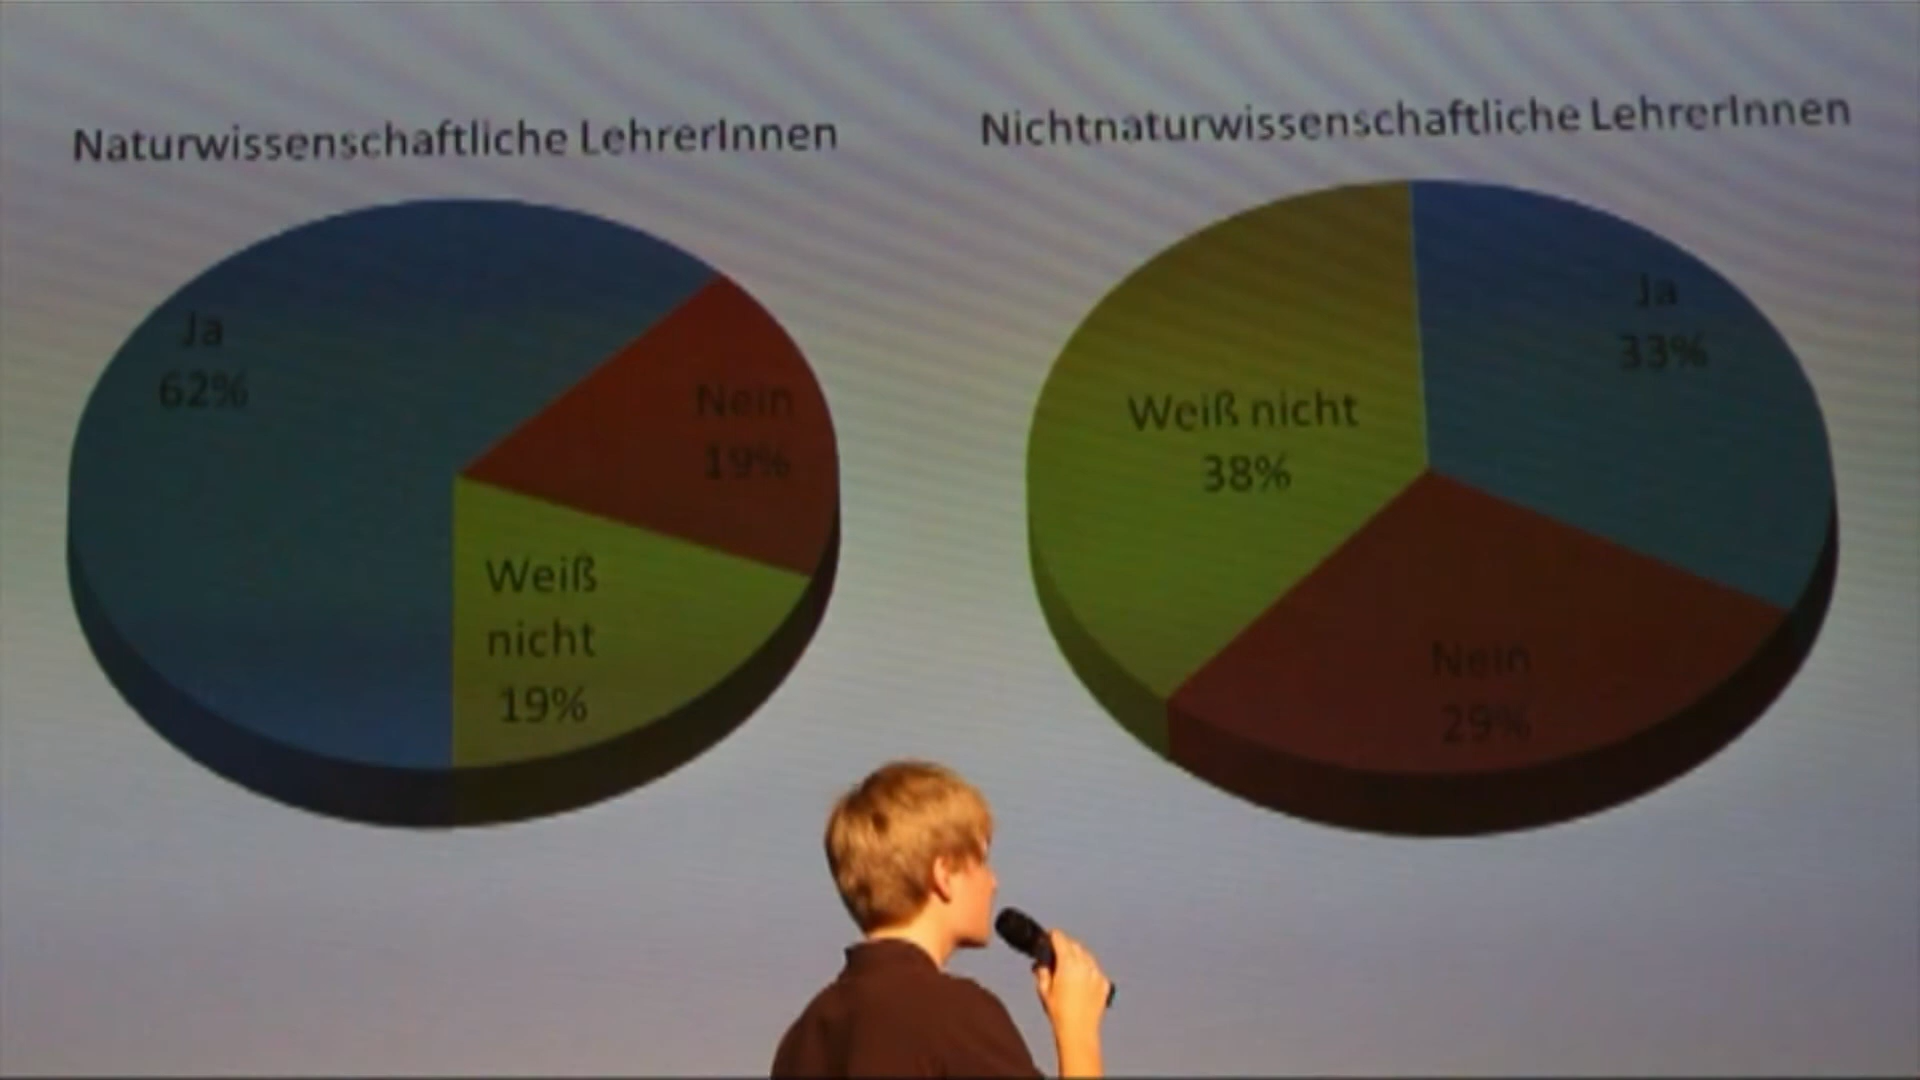 Naturwissenschaftliche LehrerInnen
Ja
62%
Nein
19%
Weiß
nicht
19%
Nichtnaturwissenschaftliche LehrerInnen
Ja
33%
Weiß nicht
38%
Nein
29%